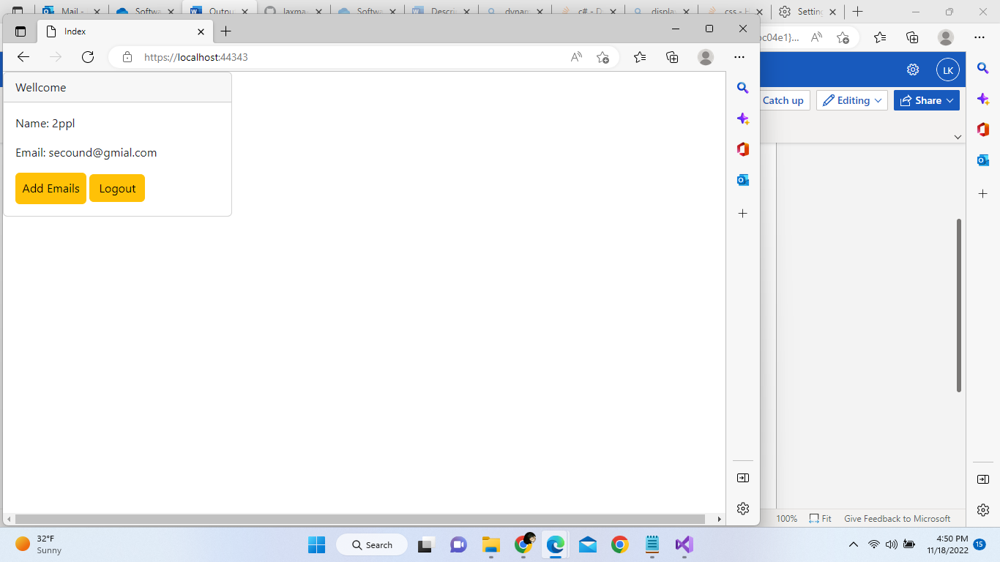 Mail -
Softwa
Outpu
laxma-
Softwa
Descri
dynam
c# - D
display
css - h
Setting
Index
https://localhost:44343
oc04e1}...
LK
Catch up
Editing
Share
Wellcome
Name: 2ppl
Email: secound@gmial.com
Add Emails
Logout
100%
Fit
Give Feedback to Microsoft
32°F
Sunny
Search
4:50 PM
11/18/2022
15